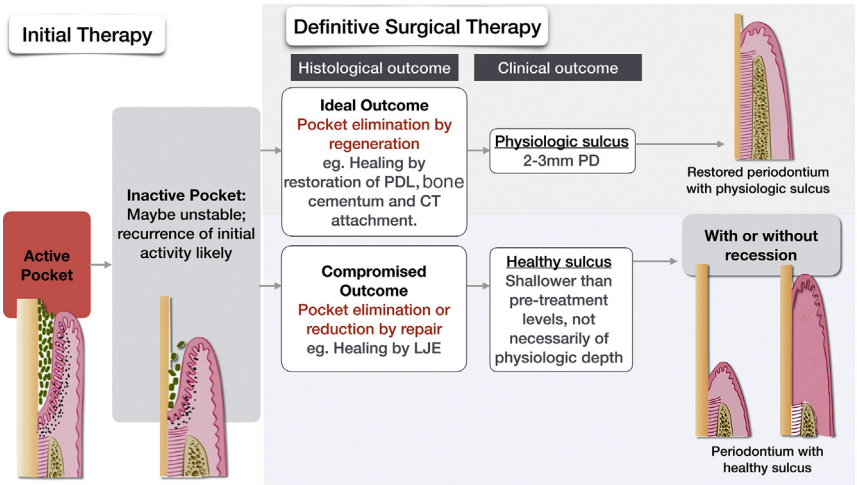 Initial Therapy
Definitive Surgical Therapy
Histological outcome
Clinical outcome
Active
Pocket
Inactive Pocket:
Maybe unstable;
recurrence of initial
activity likely
Ideal Outcome
Pocket elimination by
regeneration
eg. Healing by
restoration of PDL, bone
cementum and CT
attachment.
Physiologic sulcus
2-3mm PD
Restored periodontium
with physiologic sulcus
Compromised
Outcome
Pocket elimination or
reduction by repair
eg. Healing by LJE
Healthy sulcus
Shallower than
pre-treatment
levels, not
necessarily of
physiologic depth
With or without
recession
Periodontium with
healthy sulcus